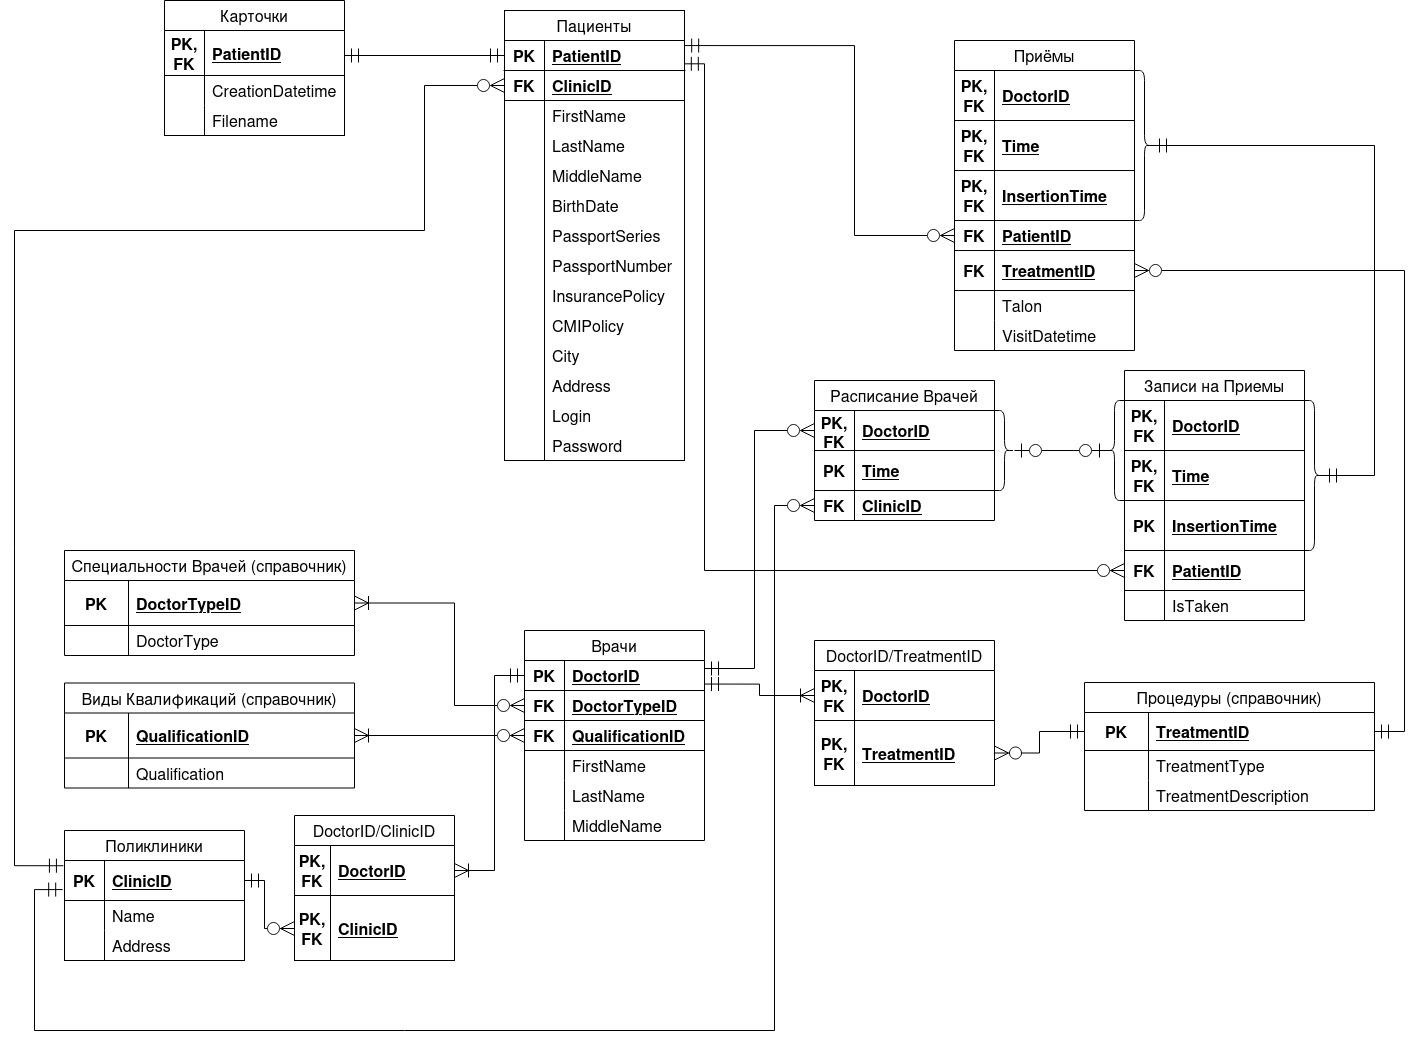 Карточки
PK,
FK
PatientID
CreationDatetime
Filename
Пациенты
PK
PatientID
FK
ClinicID
FirstName
LastName
MiddleName
BirthDate
PassportSeries
PassportNumber
InsurancePolicy
CMIPolicy
City
Address
Login
Password
Приёмы
PK,
FK
DoctorID
PK,
FK
Time
PK,
FK
InsertionTime
FK
PatientID
FK
TreatmentID
Talon
VisitDatetime
Расписание Врачей
PK,
FK
DoctorID
PK
Time
FK
ClinicID
Записи на Приемы
PK,
FK
DoctorID
PK,
FK
Time
PK
InsertionTime
FK
PatientID
IsTaken
Специальности Врачей (справочник)
PK
DoctorTypeID
DoctorType
Виды Квалификаций (справочник)
PK
QualificationID
Qualification
Врачи
PK
DoctorID
FK
DoctorTypeID
FK
QualificationID
FirstName
LastName
MiddleName
DoctorID/TreatmentID
PK,
FK
DoctorID
PK,
FK
TreatmentID
Процедуры (справочник)
PK
TreatmentID
TreatmentType
TreatmentDescription
Поликлиники
PK
ClinicID
Name
Address
DoctorID/ClinicID
PK,
FK
DoctorID
PK,
FK
ClinicID